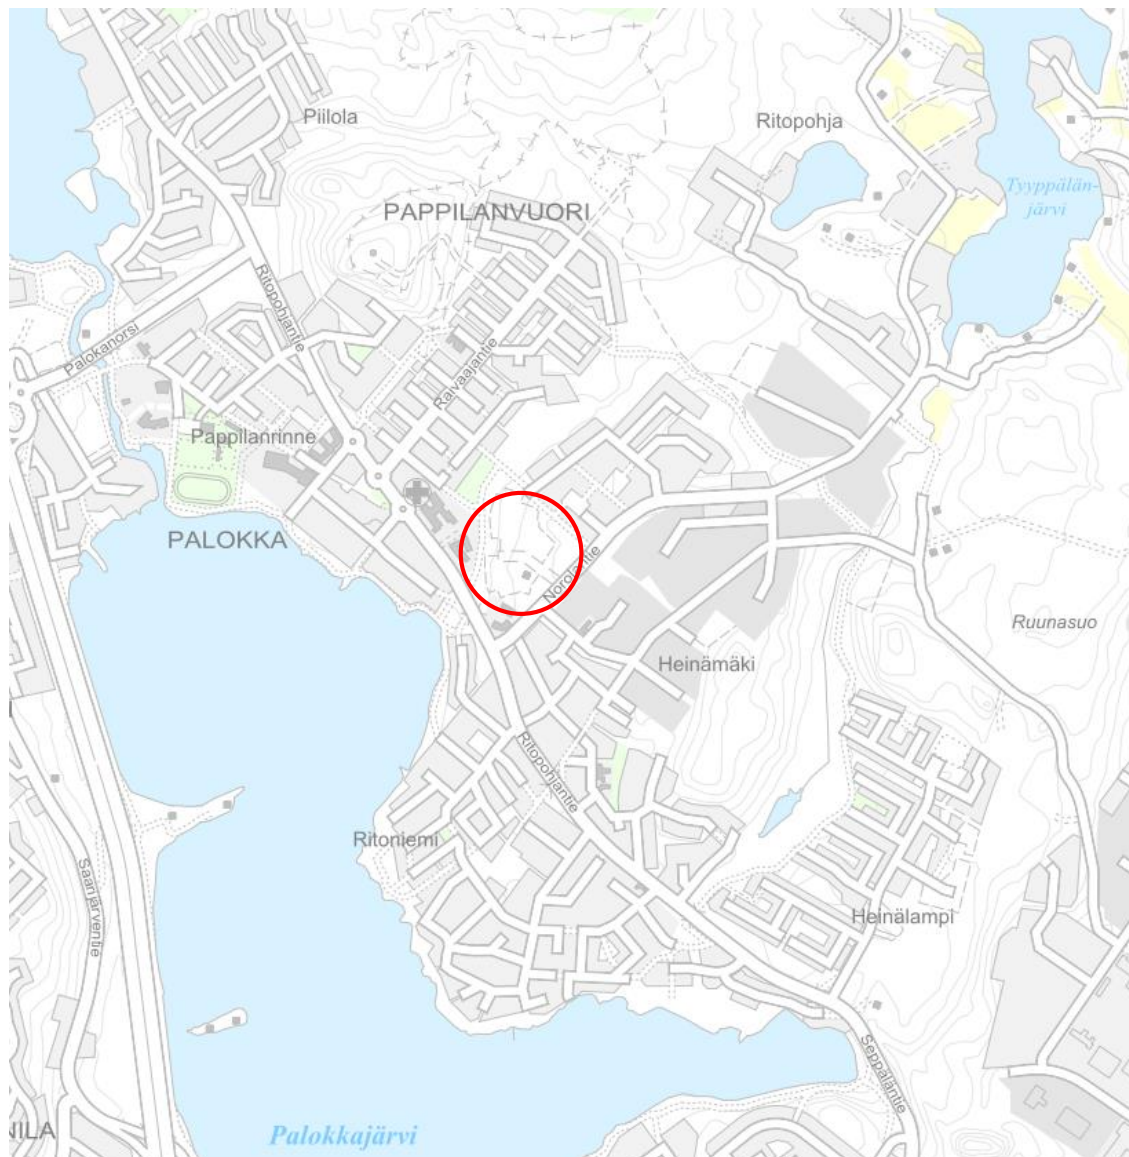 Piilola
Ritopohja
Tyyppälän-
järvi
PAPPILANVUORI
Ritopohjantie
Palokanorsi
Raivaajantie
Pappilanrinne
PALOKKA
Norolantie
Ruunasuo
Heinämäki
Ritopohjantie
Ritoniemi
Saarijärventie
Heinälampi
Seppäläntie
NILA
Palokkajärvi